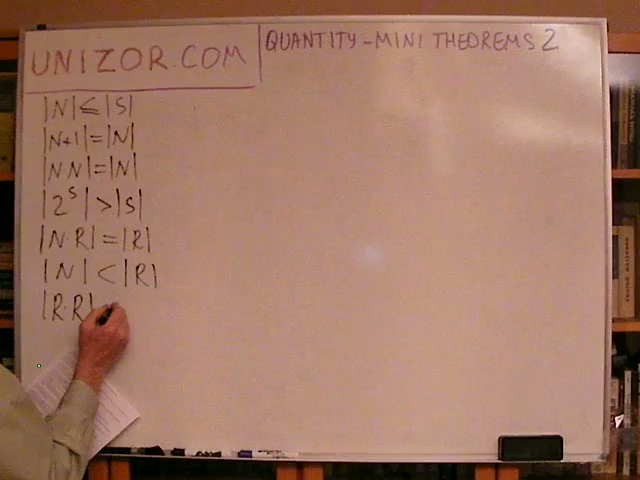 UNIZOR.COM
QUANTITY - MINI THEOREMS 2
|N| ≤ |S|
|N+1| = |N|
|N N| = |N|
|2^S| > |S|
|N·R| = |R|
|N| < |R|
|R·R|